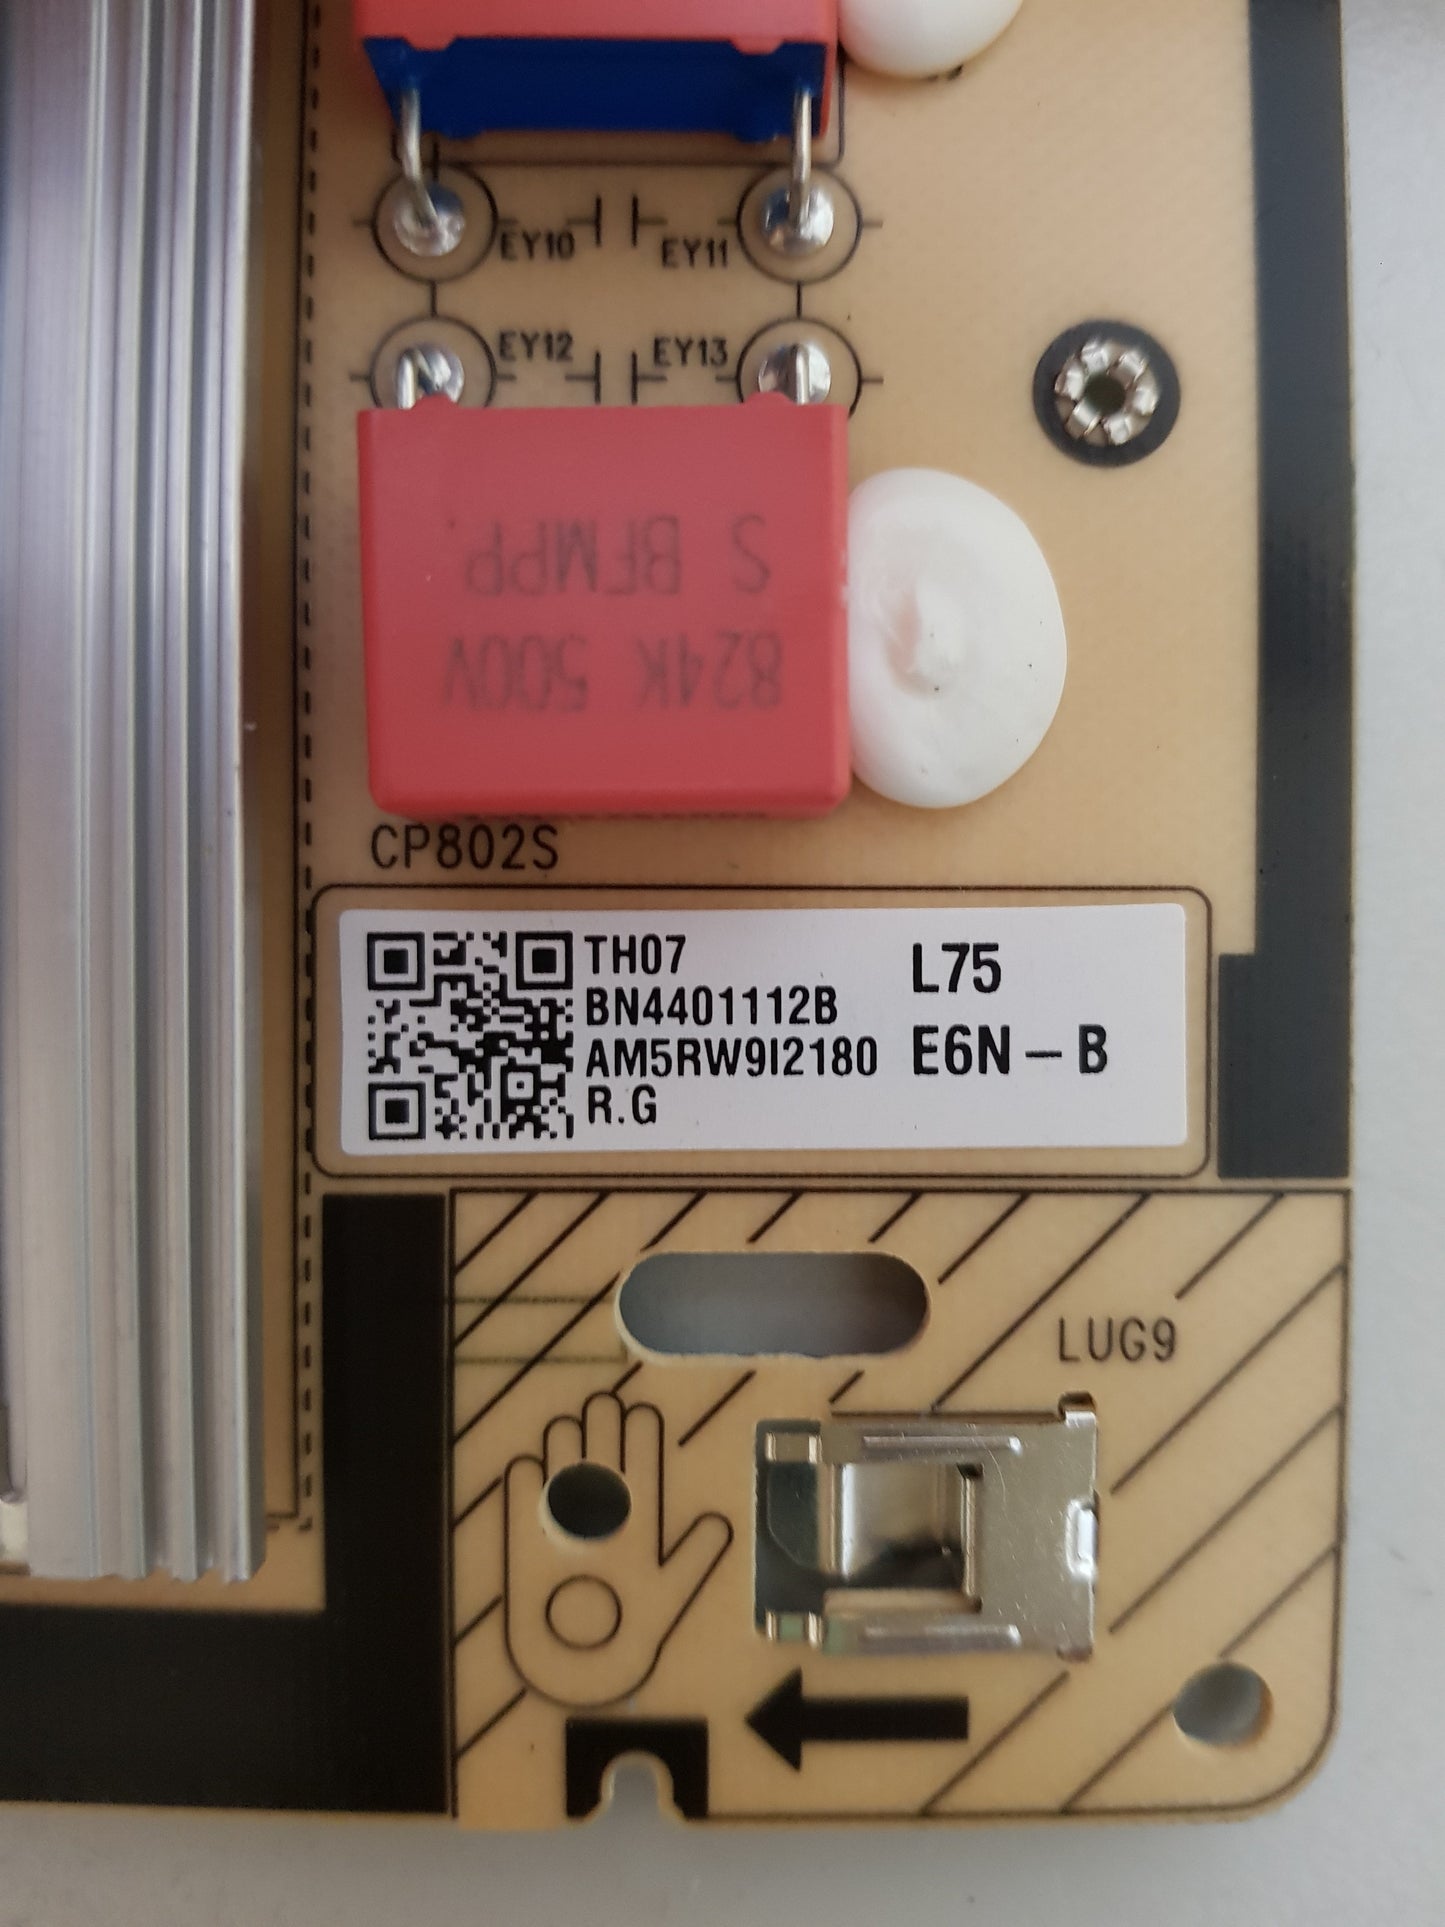 EY10
EY11
EY12
EY13
S BFMPP.
824K 500V
CP802S
TH07
BN4401112B
AM5RW9I2180
R.G
L75
E6N – B
LUG9